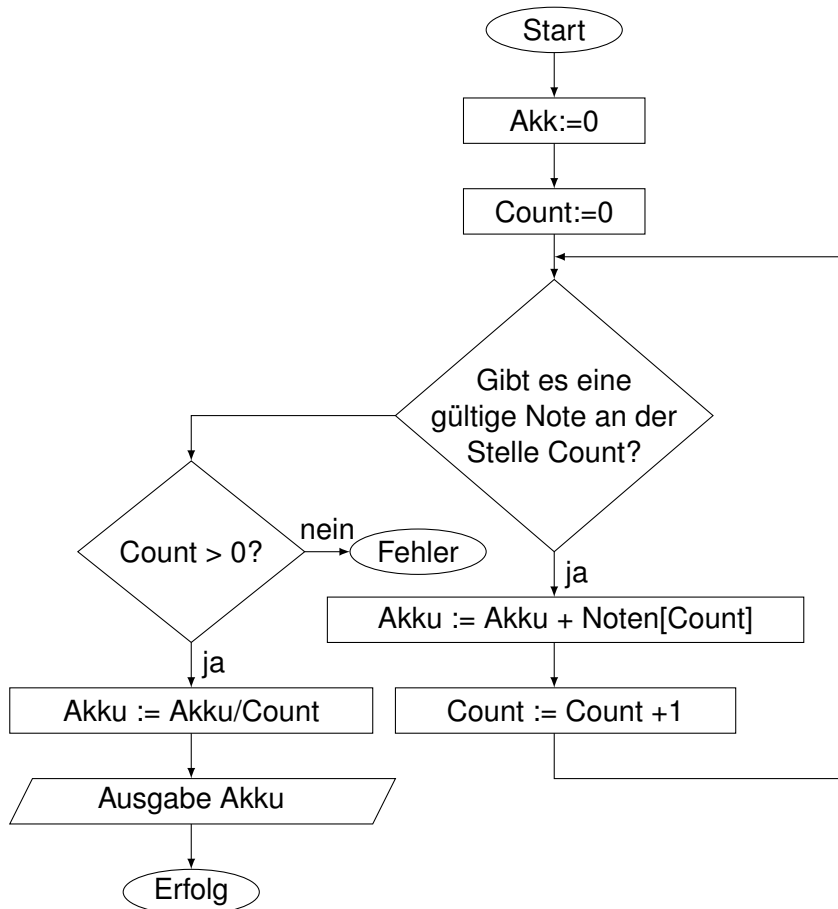 Start
Akk:=0
Count:=0
Gibt es eine
gültige Note an der
Stelle Count?
Count > 0?
nein
Fehler
ja
Akku := Akku + Noten[Count]
ja
Akku := Akku/Count
Count := Count +1
Ausgabe Akku
Erfolg